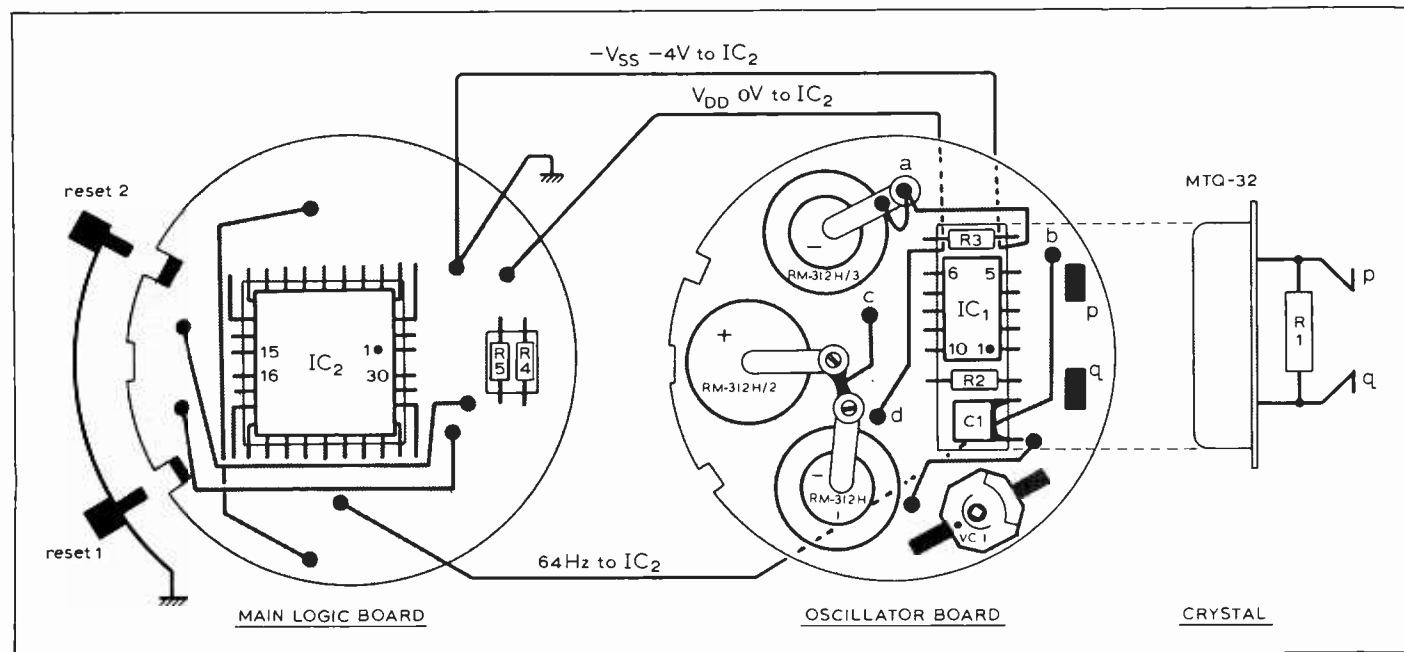 −VSS −4V to IC2
VDD 0V to IC2
reset 2
a
MTQ-32
b
−
R3
RM-312H/3
6 5
IC1
p
p
c
R1
+
10 1
15 1
IC2
16 30
R5 R4
RM-312H/2
R2
q
q
d
C1
−
RM-312H
VC1
reset 1
64Hz to IC2
MAIN LOGIC BOARD
OSCILLATOR BOARD
CRYSTAL